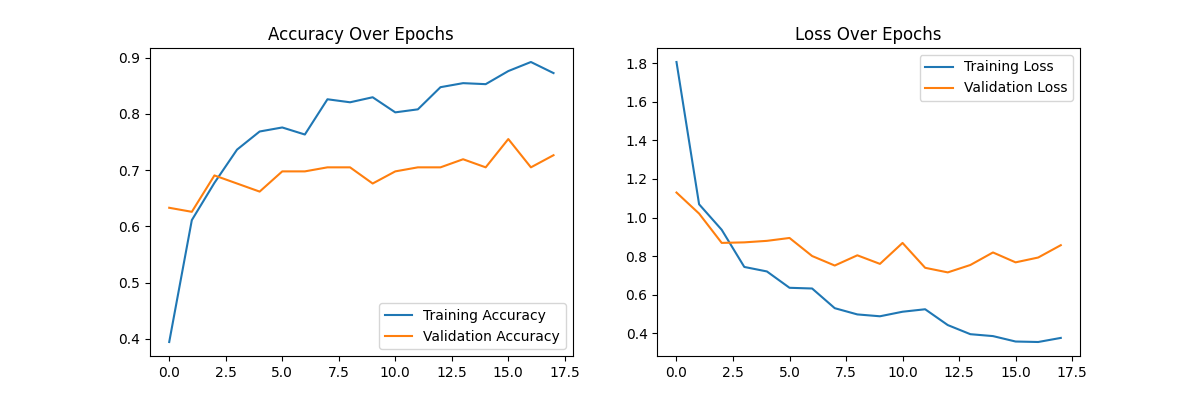 Accuracy Over Epochs
0.9
0.8
0.7
0.6
0.5
0.4
0.0 2.5 5.0 7.5 10.0 12.5 15.0 17.5
Training Accuracy
Validation Accuracy
Loss Over Epochs
1.8
1.6
1.4
1.2
1.0
0.8
0.6
0.4
0.0 2.5 5.0 7.5 10.0 12.5 15.0 17.5
Training Loss
Validation Loss